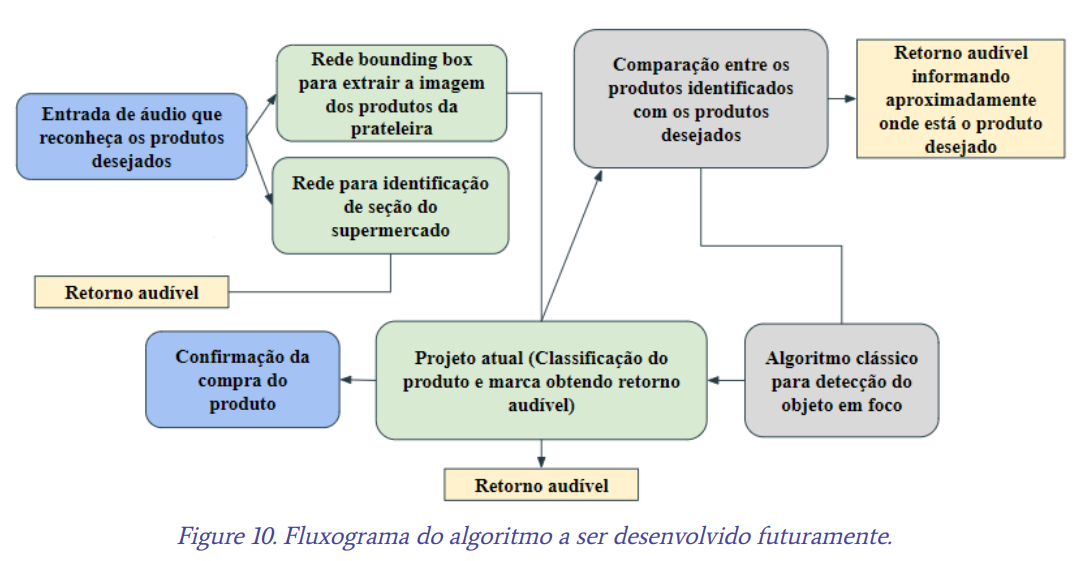 Entrada de áudio que
reconheça os produtos
desejados
Rede bounding box
para extrair a imagem
dos produtos da
prateleira
Rede para identificação
de seção do
supermercado
Retorno audível
Comparação entre os
produtos identificados
com os produtos
desejados
Retorno audível
informando
aproximadamente
onde está o produto
desejado
Confirmação da
compra do
produto
Projeto atual (Classificação do
produto e marca obtendo retorno
audível)
Algoritmo clássico
para detecção do
objeto em foco
Retorno audível
Figure 10. Fluxograma do algoritmo a ser desenvolvido futuramente.